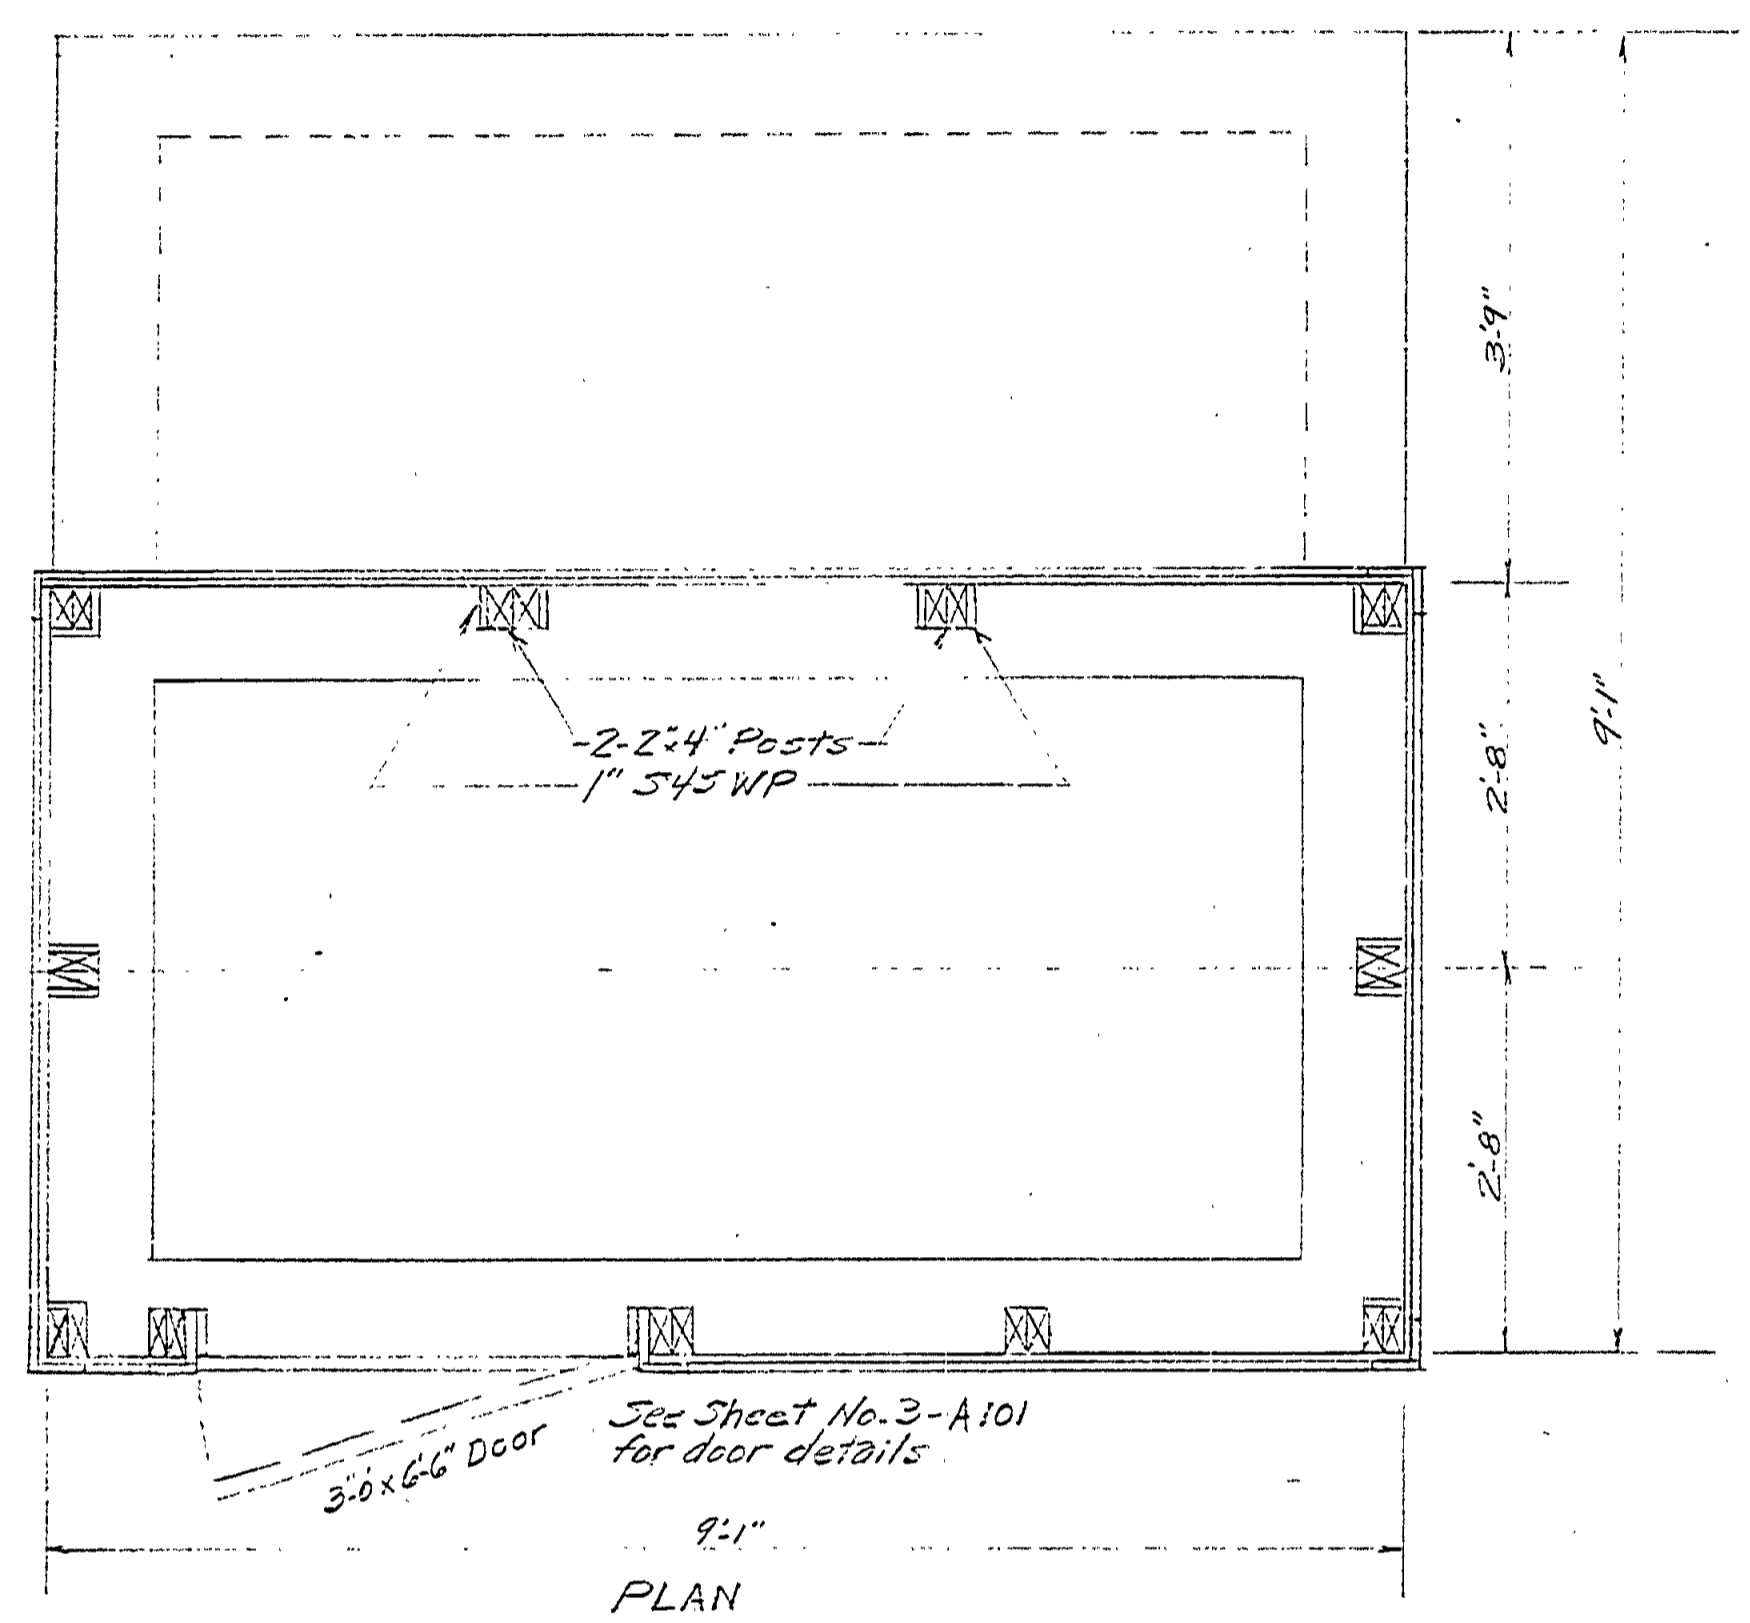 3'-9"
2'-8"
9'-1"
2-2"x4" Posts
1" S4S WP
2'-8"
3'-0" x 6'-6" Door
See Sheet No. 3-A101
for door details
9'-1"
PLAN